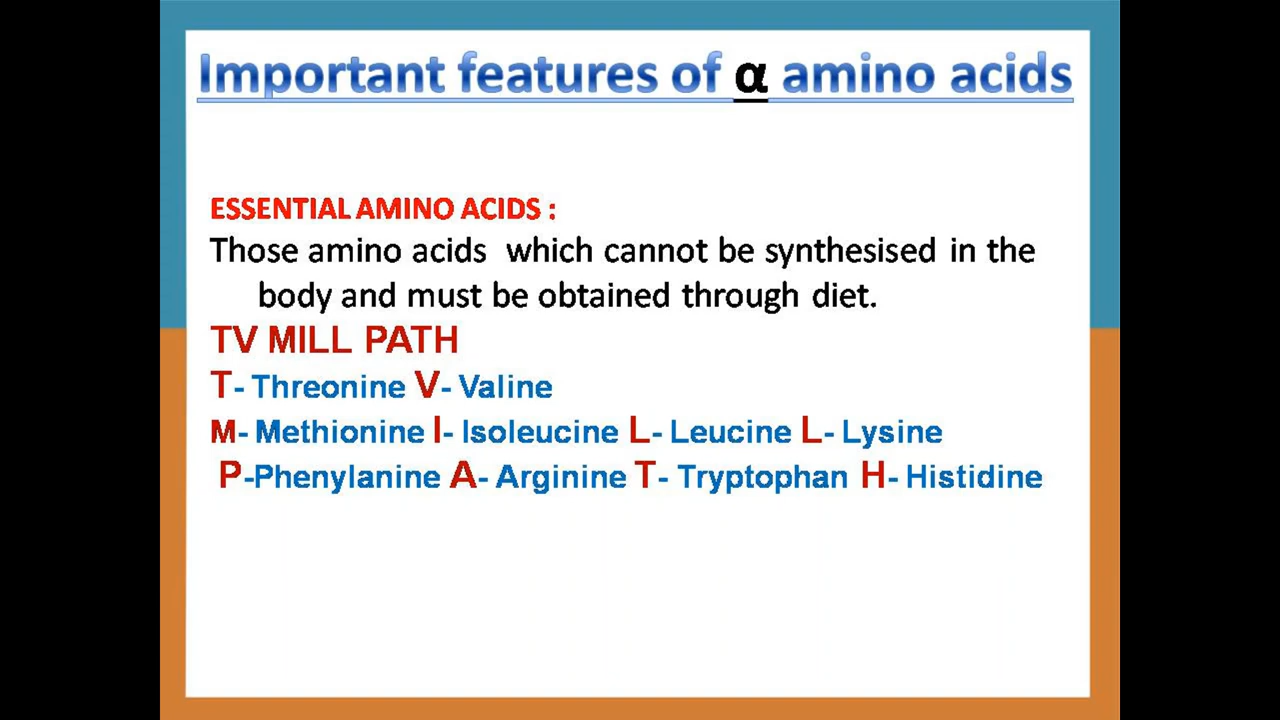 Important features of α amino acids
ESSENTIAL AMINO ACIDS :
Those amino acids which cannot be synthesised in the
body and must be obtained through diet.
TV MILL PATH
T- Threonine V- Valine
M- Methionine I- Isoleucine L- Leucine L- Lysine
P-Phenylanine A- Arginine T- Tryptophan H- Histidine